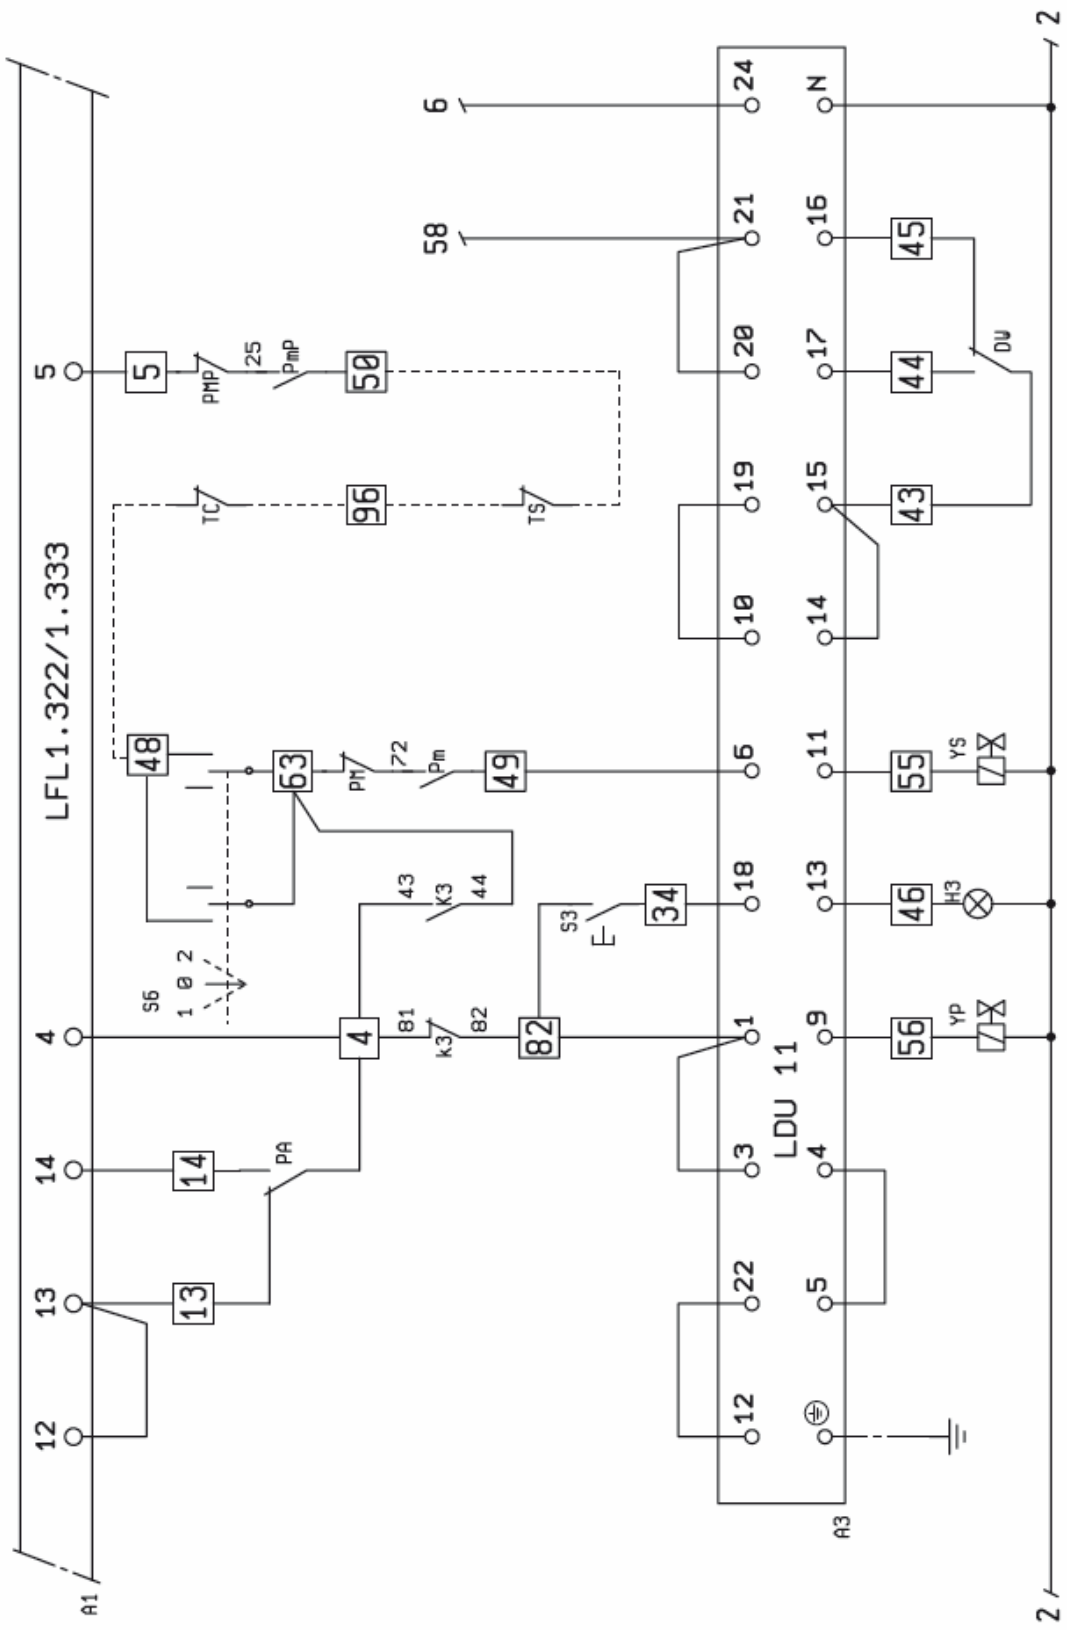 12 13 14 4 5
LFL1.322/1.333
A1
S6 48 5
1 0 2
13 14
TC PMP
25
PA 63 PmP
4 PM 96 50
81 43 72
k3 K3 Pm 58 6
82 44
82 49 TS
S3
34
12 22 3 1 18 6 10 19 20 21 24
LDU 11
5 4 9 13 11 14 15 17 16 N
A3
56 46 55 43 44 45
YP H3 YS
DW
2 2